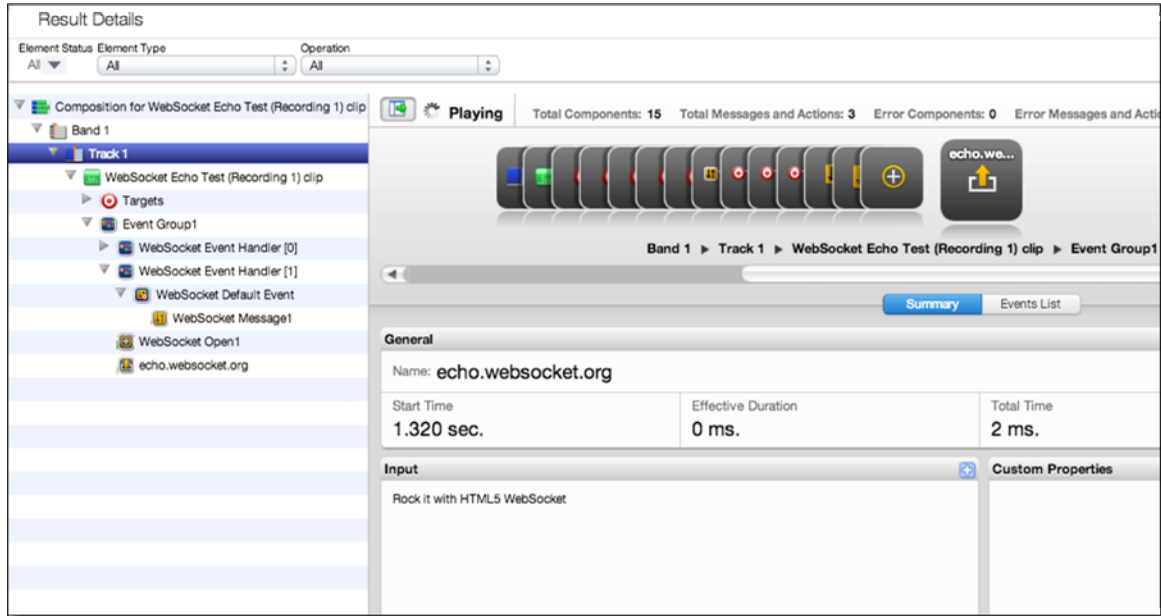 Result Details
Element Status Element Type Operation
All All All
Composition for WebSocket Echo Test (Recording 1) clip
Band 1
Track 1
WebSocket Echo Test (Recording 1) clip
Targets
Event Group1
WebSocket Event Handler [0]
WebSocket Event Handler [1]
WebSocket Default Event
WebSocket Message1
WebSocket Open1
echo.websocket.org
Playing Total Components: 15 Total Messages and Actions: 3 Error Components: 0 Error Messages and Actio
echo.we...
Band 1 ▶ Track 1 ▶ WebSocket Echo Test (Recording 1) clip ▶ Event Group1
Summary Events List
General
Name: echo.websocket.org
Start Time Effective Duration Total Time
1.320 sec. 0 ms. 2 ms.
Input Custom Properties
Rock it with HTML5 WebSocket